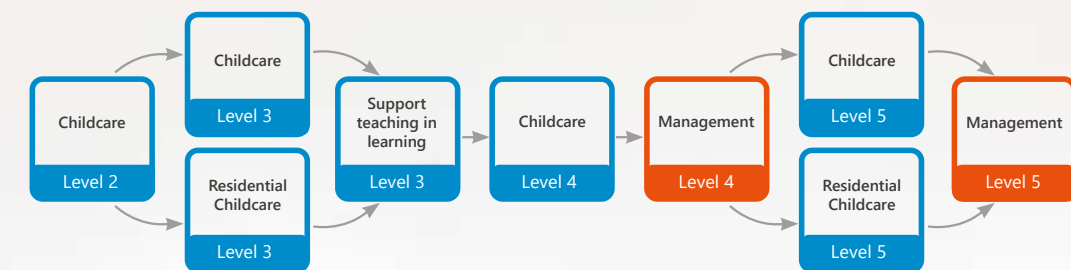 Childcare
Level 2
Childcare
Level 3
Residential
Childcare
Level 3
Support
teaching in
learning
Level 3
Childcare
Level 4
Management
Level 4
Childcare
Level 5
Residential
Childcare
Level 5
Management
Level 5